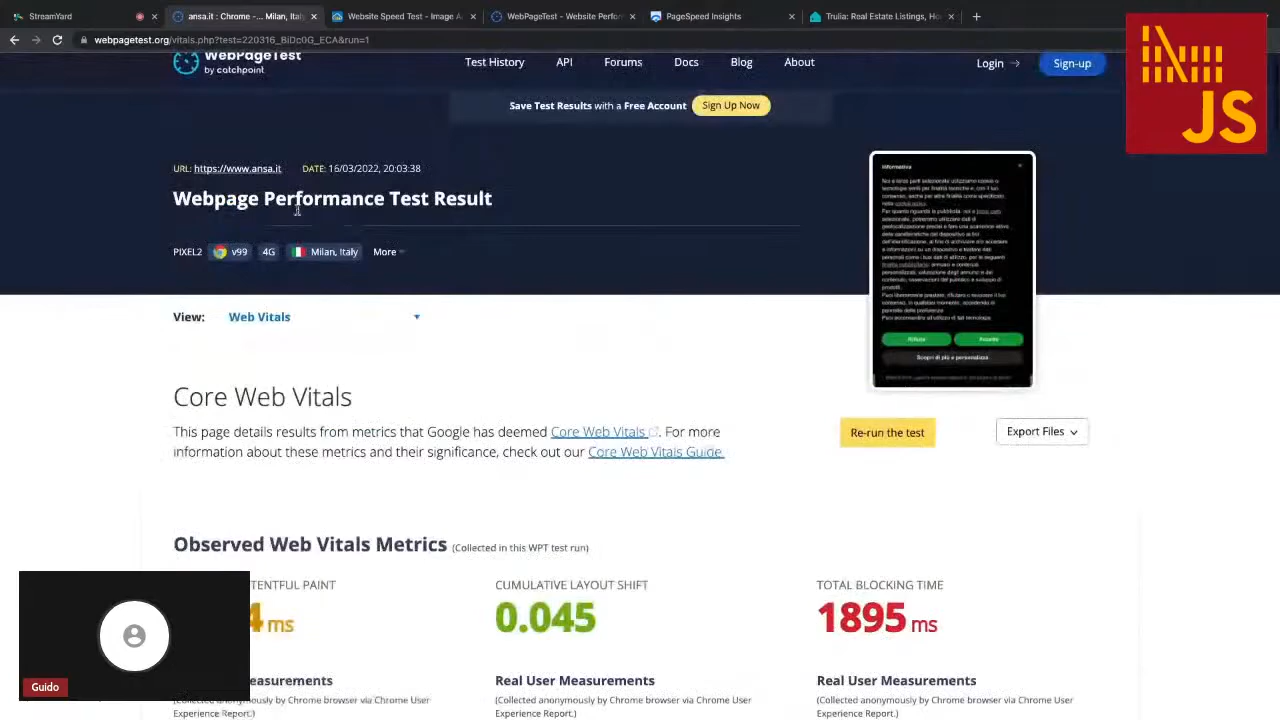 StreamYard
ansa.it : Chrome -... Milan, Italy
Website Speed Test - Image A
WebPageTest - Website Perfor
PageSpeed Insights
Trulia: Real Estate Listings, Ho
webpagetest.org/vitals.php?test=220316_BiDc0G_ECA&run=1
WebPageTest
by catchpoint
Test History
API
Forums
Docs
Blog
About
Login
Sign-up
JS
Save Test Results with a Free Account
Sign Up Now
URL: https://www.ansa.it
DATE: 16/03/2022, 20:03:38
Webpage Performance Test Result
PIXEL2
v99
4G
Milan, Italy
More
Informativa
Rifiuta
Accetta
Scopri di più e personalizza
View:
Web Vitals
Core Web Vitals
This page details results from metrics that Google has deemed Core Web Vitals. For more
information about these metrics and their significance, check out our Core Web Vitals Guide.
Re-run the test
Export Files
Observed Web Vitals Metrics (Collected in this WPT test run)
TENTFUL PAINT
CUMULATIVE LAYOUT SHIFT
TOTAL BLOCKING TIME
4 ms
0.045
1895 ms
easurements
Real User Measurements
Real User Measurements
(Collected anonymously by Chrome browser via Chrome User
Experience Report.)
(Collected anonymously by Chrome browser via Chrome User
Experience Report.)
(Collected anonymously by Chrome browser via Chrome User
Experience Report.)
Guido